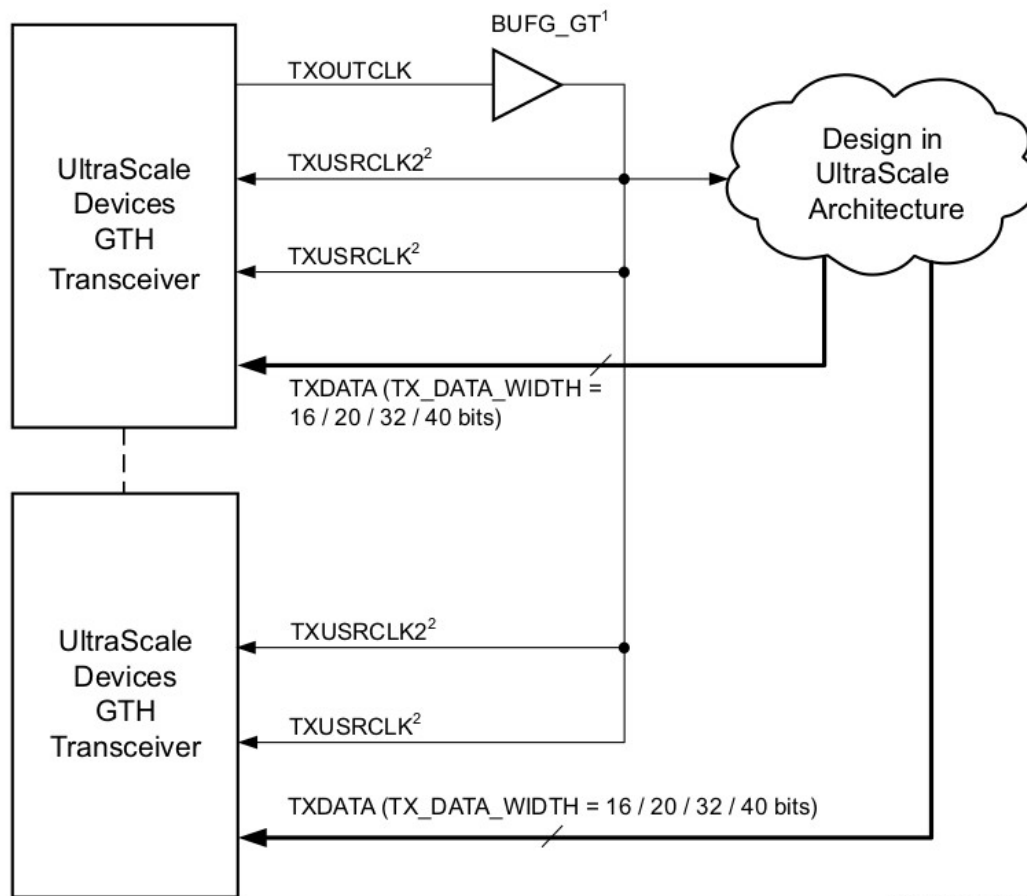 BUFG_GT¹
TXOUTCLK
UltraScale
Devices
GTH
Transceiver
TXUSRCLK2²
TXUSRCLK²
Design in
UltraScale
Architecture
TXDATA (TX_DATA_WIDTH =
16 / 20 / 32 / 40 bits)
UltraScale
Devices
GTH
Transceiver
TXUSRCLK2²
TXUSRCLK²
TXDATA (TX_DATA_WIDTH = 16 / 20 / 32 / 40 bits)